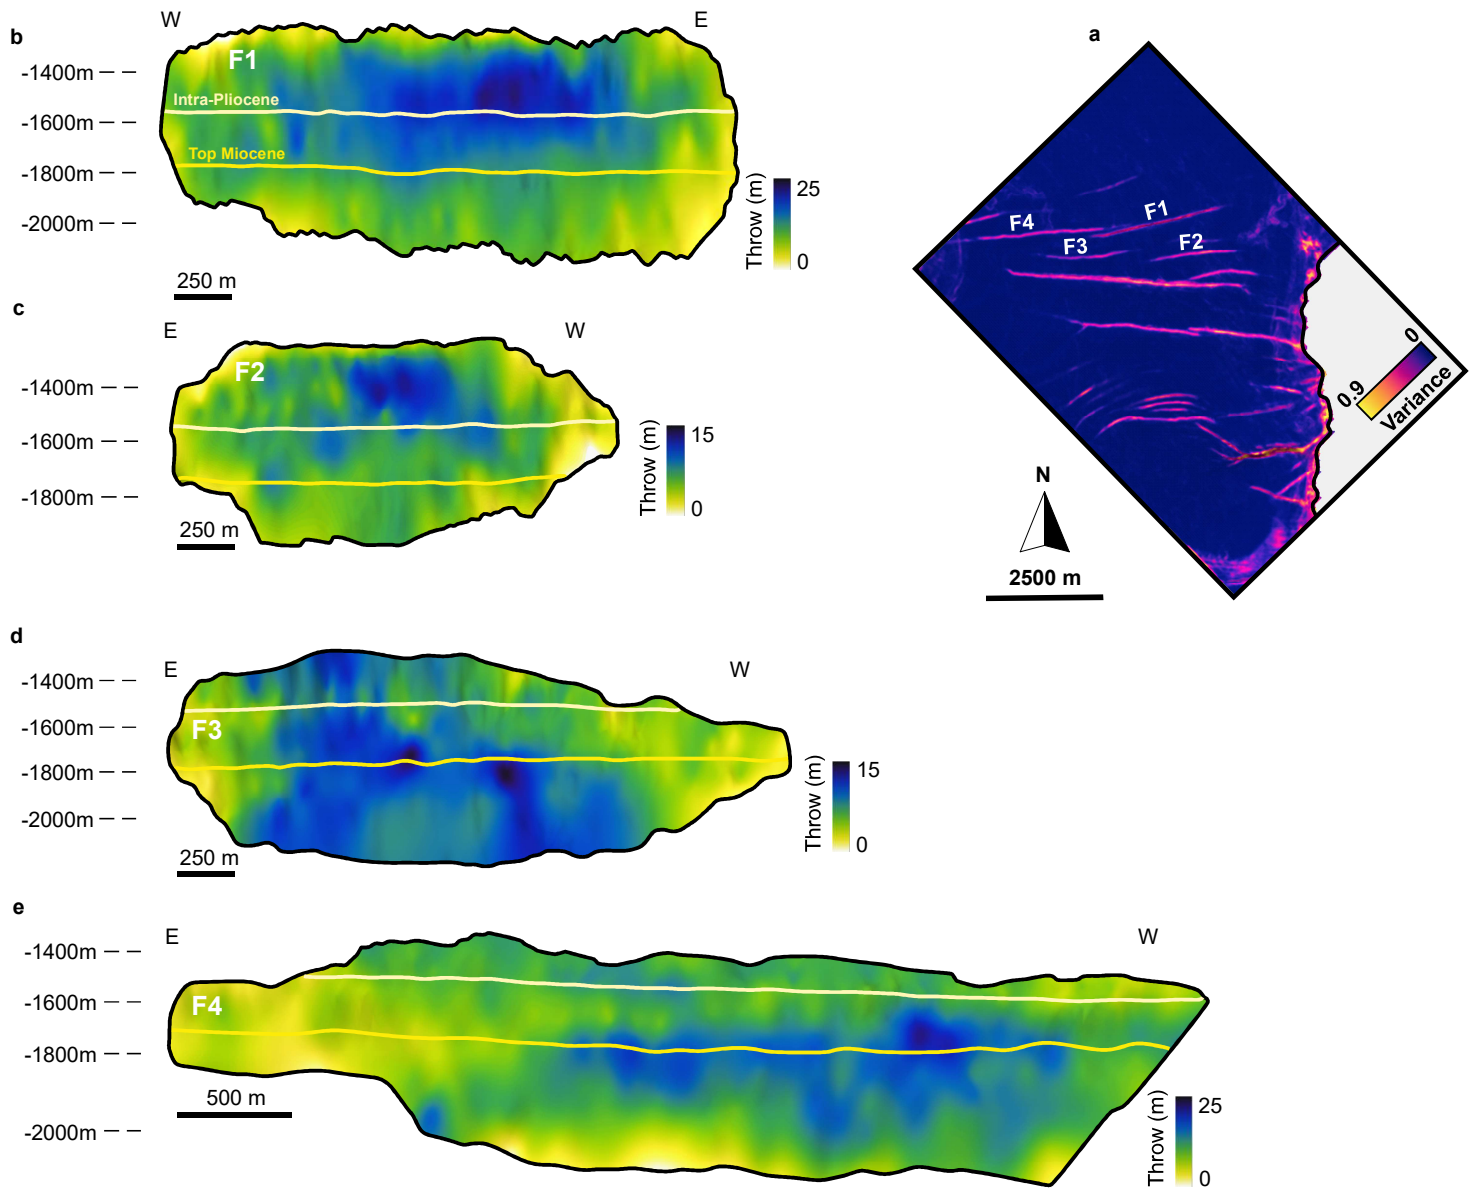 b
W
E
F1
-1400m
Intra-Pliocene
-1600m
Top Miocene
-1800m
-2000m
250 m
Throw (m)
25
0
a
F4
F1
F3
F2
0
0.9
Variance
N
2500 m
c
E
W
F2
-1400m
-1600m
-1800m
250 m
Throw (m)
15
0
d
E
W
-1400m
F3
-1600m
-1800m
-2000m
250 m
Throw (m)
15
0
e
E
W
-1400m
F4
-1600m
-1800m
-2000m
500 m
Throw (m)
25
0